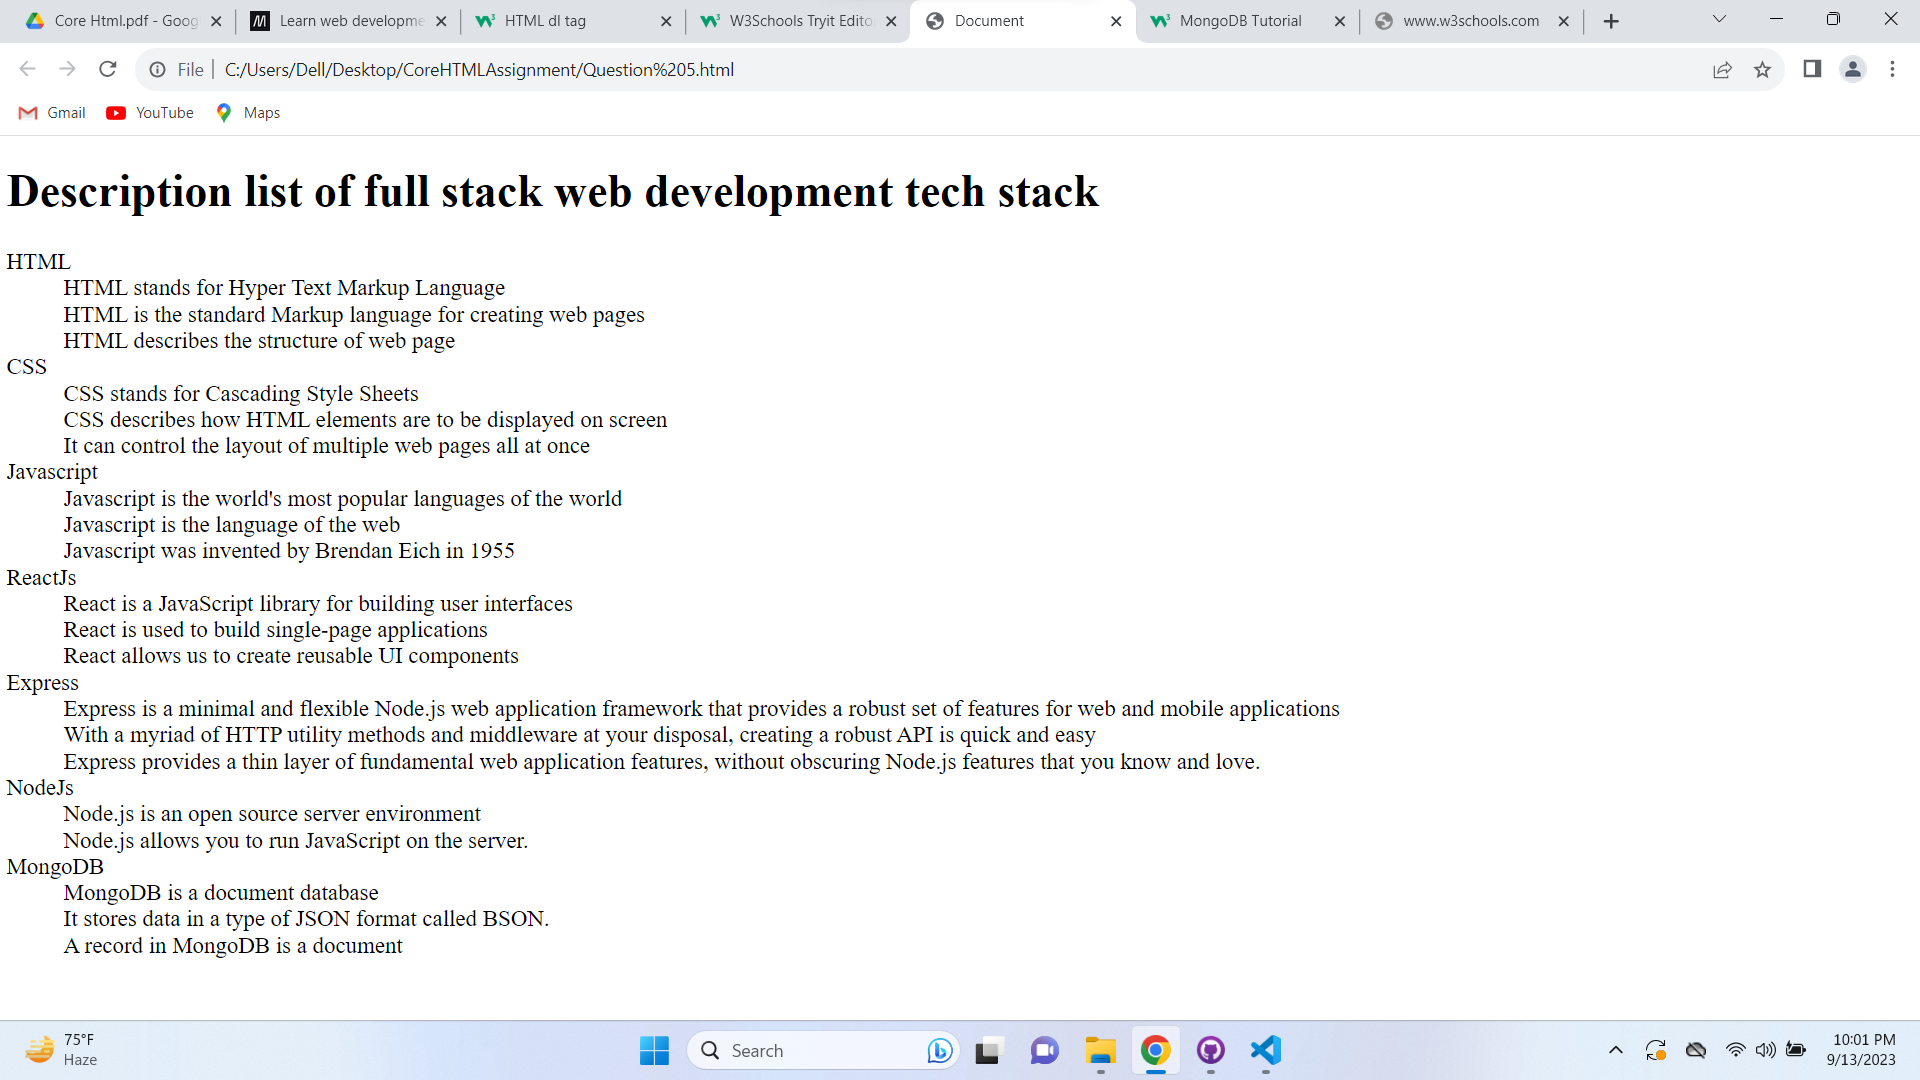 Core Html.pdf - Goog
Learn web developme
HTML dl tag
W3Schools Tryit Edito
Document
MongoDB Tutorial
www.w3schools.com
File
C:/Users/Dell/Desktop/CoreHTMLAssignment/Question%205.html
Gmail
YouTube
Maps
Description list of full stack web development tech stack
HTML
HTML stands for Hyper Text Markup Language
HTML is the standard Markup language for creating web pages
HTML describes the structure of web page
CSS
CSS stands for Cascading Style Sheets
CSS describes how HTML elements are to be displayed on screen
It can control the layout of multiple web pages all at once
Javascript
Javascript is the world's most popular languages of the world
Javascript is the language of the web
Javascript was invented by Brendan Eich in 1955
ReactJs
React is a JavaScript library for building user interfaces
React is used to build single-page applications
React allows us to create reusable UI components
Express
Express is a minimal and flexible Node.js web application framework that provides a robust set of features for web and mobile applications
With a myriad of HTTP utility methods and middleware at your disposal, creating a robust API is quick and easy
Express provides a thin layer of fundamental web application features, without obscuring Node.js features that you know and love.
NodeJs
Node.js is an open source server environment
Node.js allows you to run JavaScript on the server.
MongoDB
MongoDB is a document database
It stores data in a type of JSON format called BSON.
A record in MongoDB is a document
75°F
Haze
Search
10:01 PM
9/13/2023